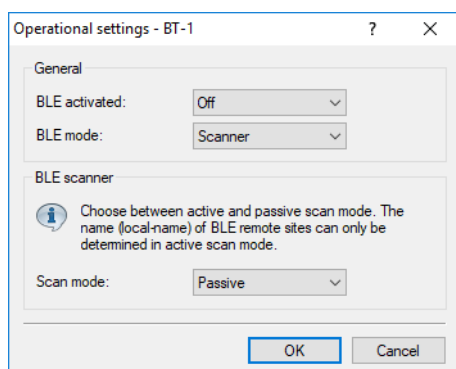 Operational settings - BT-1
General
BLE activated: Off
BLE mode: Scanner
BLE scanner
Choose between active and passive scan mode. The
name (local-name) of BLE remote sites can only be
determined in active scan mode.
Scan mode: Passive
OK Cancel